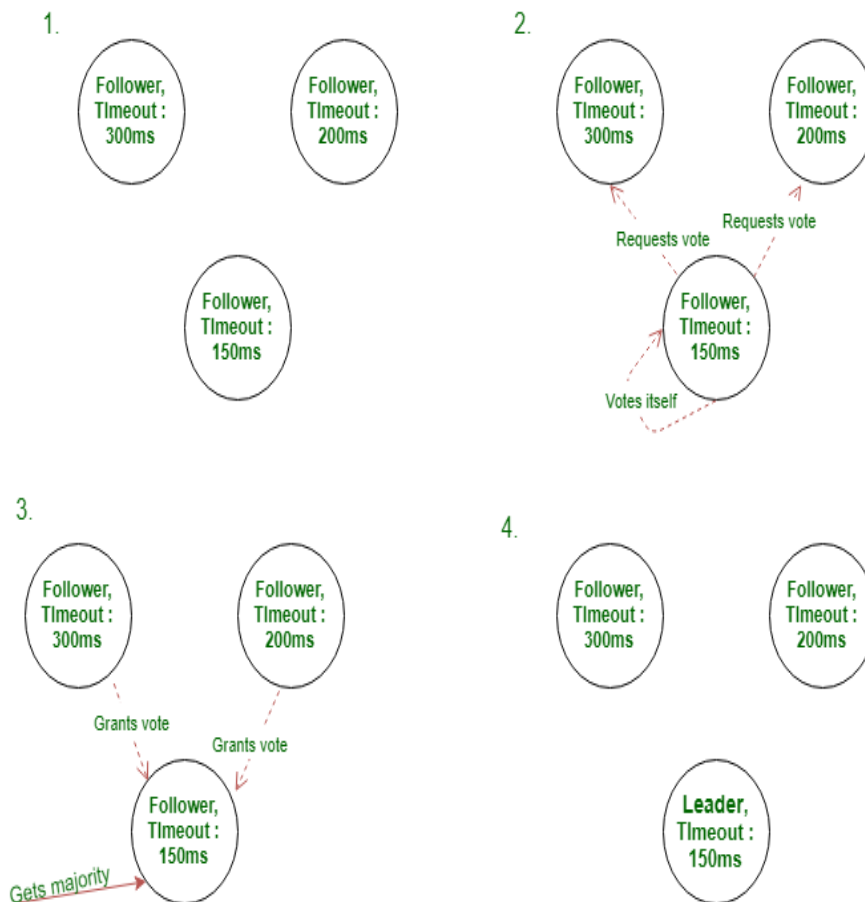 1.
Follower,
TImeout :
300ms
Follower,
TImeout :
200ms
Follower,
TImeout :
150ms
2.
Follower,
TImeout :
300ms
Follower,
TImeout :
200ms
Requests vote
Requests vote
Follower,
TImeout :
150ms
Votes itself
3.
Follower,
TImeout :
300ms
Follower,
TImeout :
200ms
Grants vote
Grants vote
Follower,
TImeout :
150ms
Gets majority
4.
Follower,
TImeout :
300ms
Follower,
TImeout :
200ms
Leader,
TImeout :
150ms